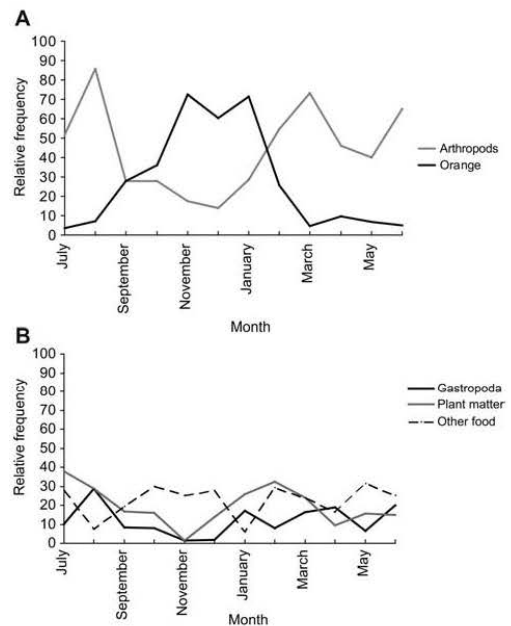 A
100
90
80
70
60
50
40
30
20
10
0
Relative frequency
Arthropods
Orange
July
September
November
January
March
May
Month
B
100
90
80
70
60
50
40
30
20
10
0
Relative frequency
Gastropoda
Plant matter
Other food
July
September
November
January
March
May
Month